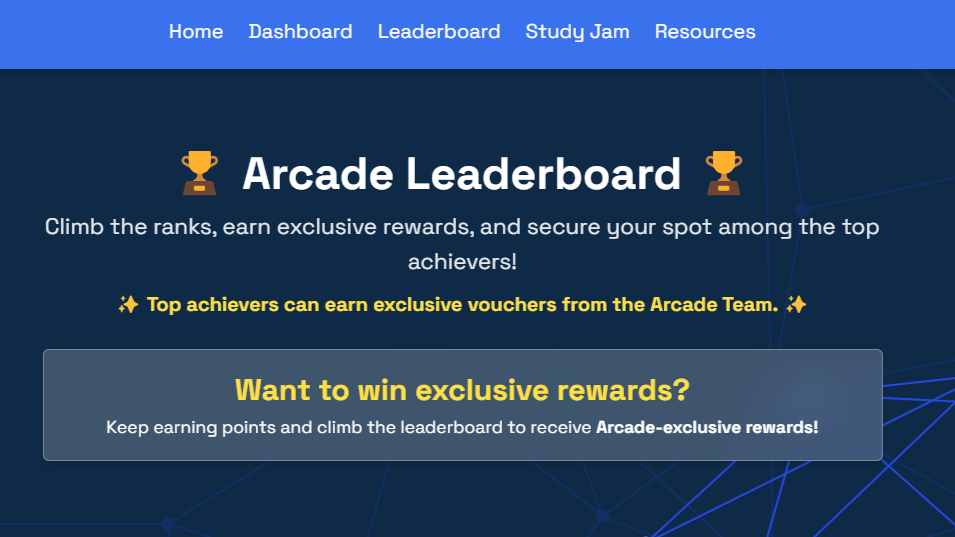 Home Dashboard Leaderboard Study Jam Resources
🏆 Arcade Leaderboard 🏆
Climb the ranks, earn exclusive rewards, and secure your spot among the top
achievers!
✨ Top achievers can earn exclusive vouchers from the Arcade Team. ✨
Want to win exclusive rewards?
Keep earning points and climb the leaderboard to receive Arcade-exclusive rewards!